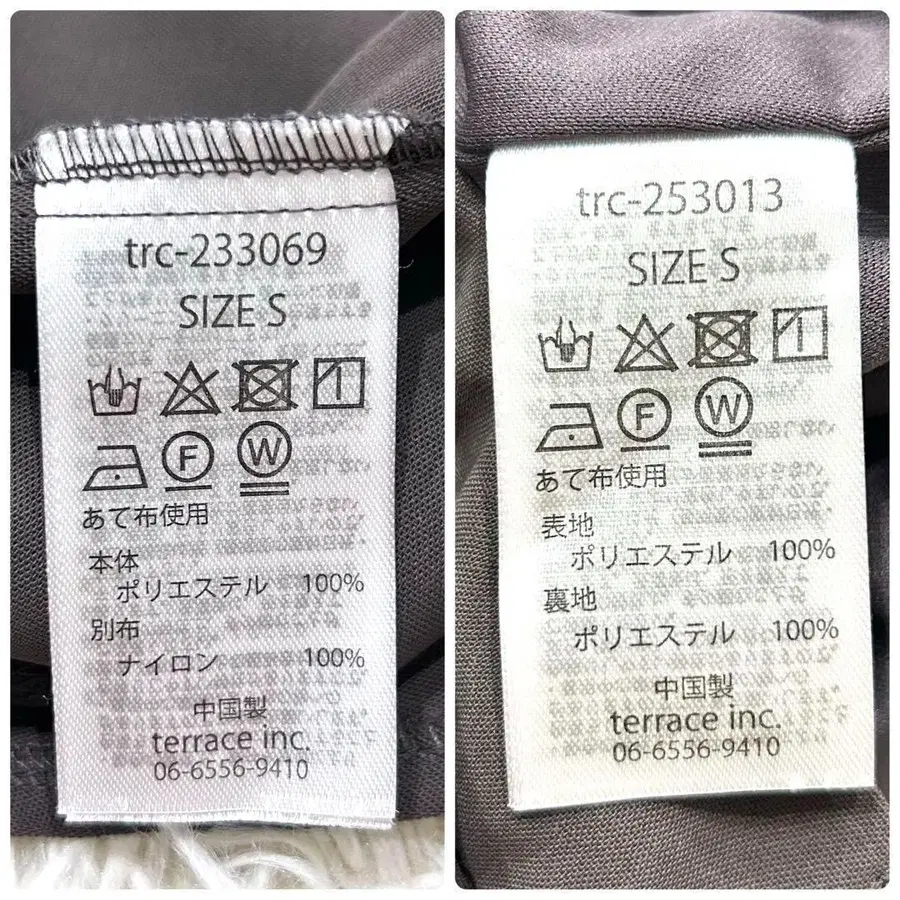 trc-233069
SIZE S
F
W
あて布使用
本体
ポリエステル 100%
別布
ナイロン 100%
中国製
terrace inc.
06-6556-9410
trc-253013
SIZE S
F
W
あて布使用
表地
ポリエステル 100%
裏地
ポリエステル 100%
中国製
terrace inc.
06-6556-9410